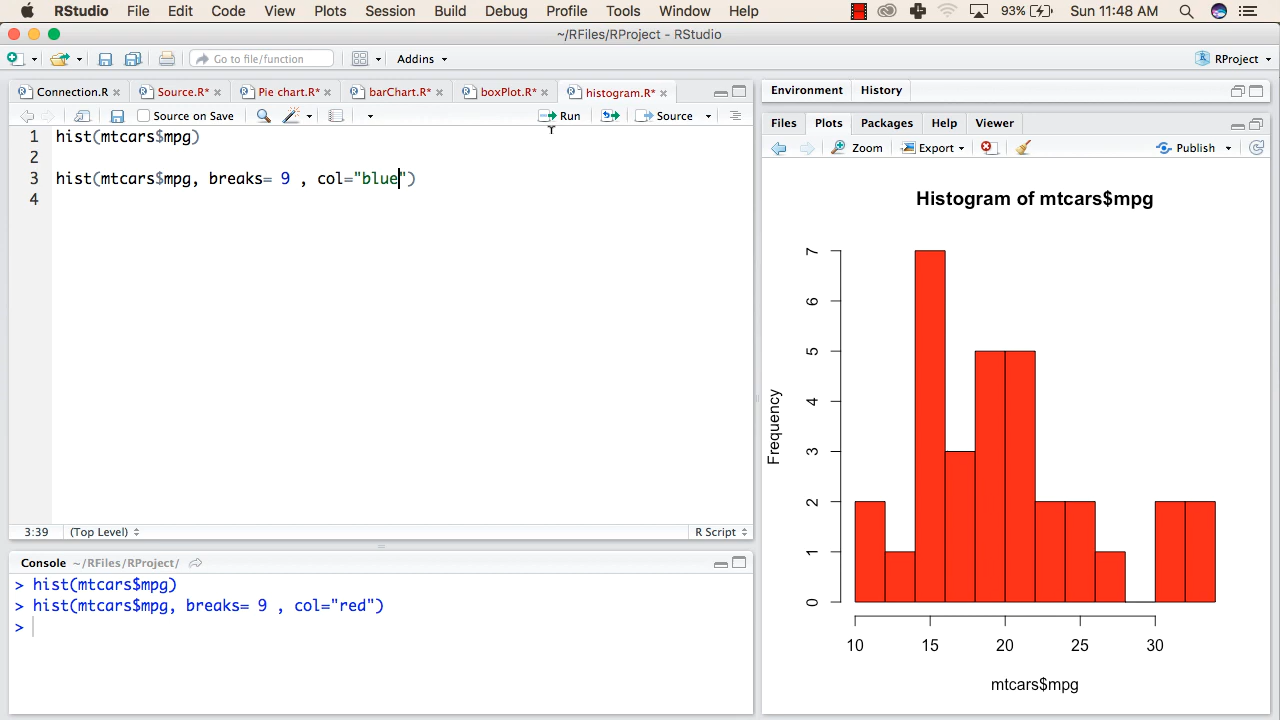 RStudio File Edit Code View Plots Session Build Debug Profile Tools Window Help 93% Sun 11:48 AM
~/RFiles/RProject - RStudio
Go to file/function Addins RProject
Connection.R Source.R* Pie chart.R* barChart.R* boxPlot.R* histogram.R*
Source on Save Run Source
1 hist(mtcars$mpg)
2
3 hist(mtcars$mpg, breaks= 9 , col="blue")
4
3:39 (Top Level) R Script
Console ~/RFiles/RProject/
> hist(mtcars$mpg)
> hist(mtcars$mpg, breaks= 9 , col="red")
>
Environment History
Files Plots Packages Help Viewer
Zoom Export Publish
Histogram of mtcars$mpg
Frequency
7
6
5
4
3
2
1
0
10 15 20 25 30
mtcars$mpg